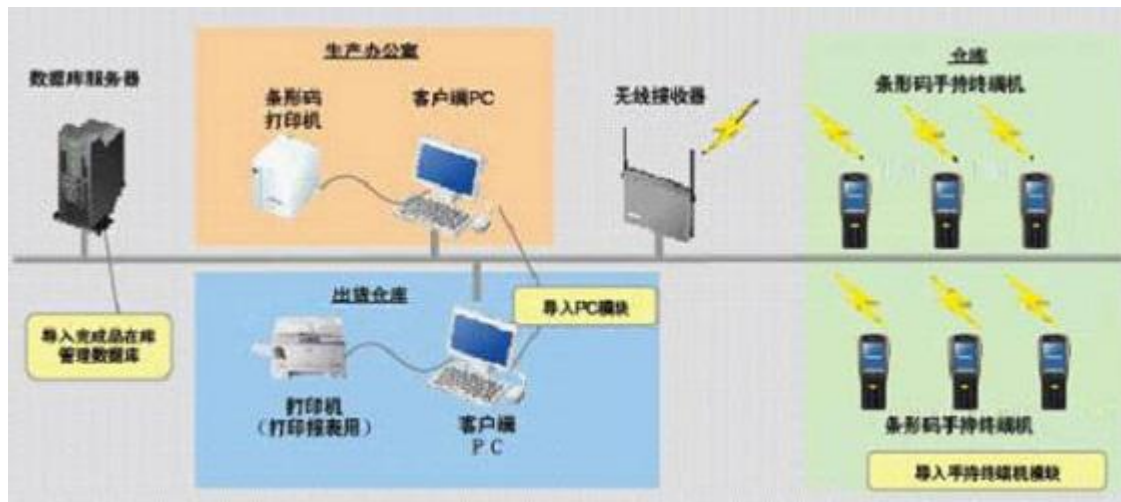 生产办公室
仓库
数据库服务器
条形码
打印机
客户端PC
无线接收器
条形码手持终端机
出货仓库
导入PC模块
导入完成品在库
管理数据库
打印机
（打印报表用）
客户端
PC
条形码手持终端机
导入手持终端机模块